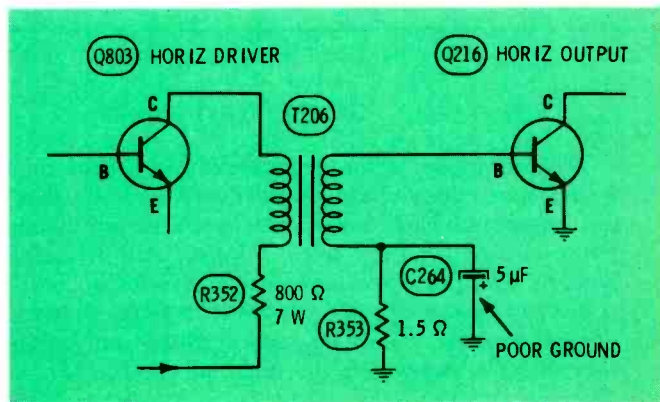 Q803 HORIZ DRIVER
Q216 HORIZ OUTPUT
C
C
T206
B
B
E
E
R352
800 Ω
7 W
C264
5 µF
+
R353
1.5 Ω
POOR GROUND